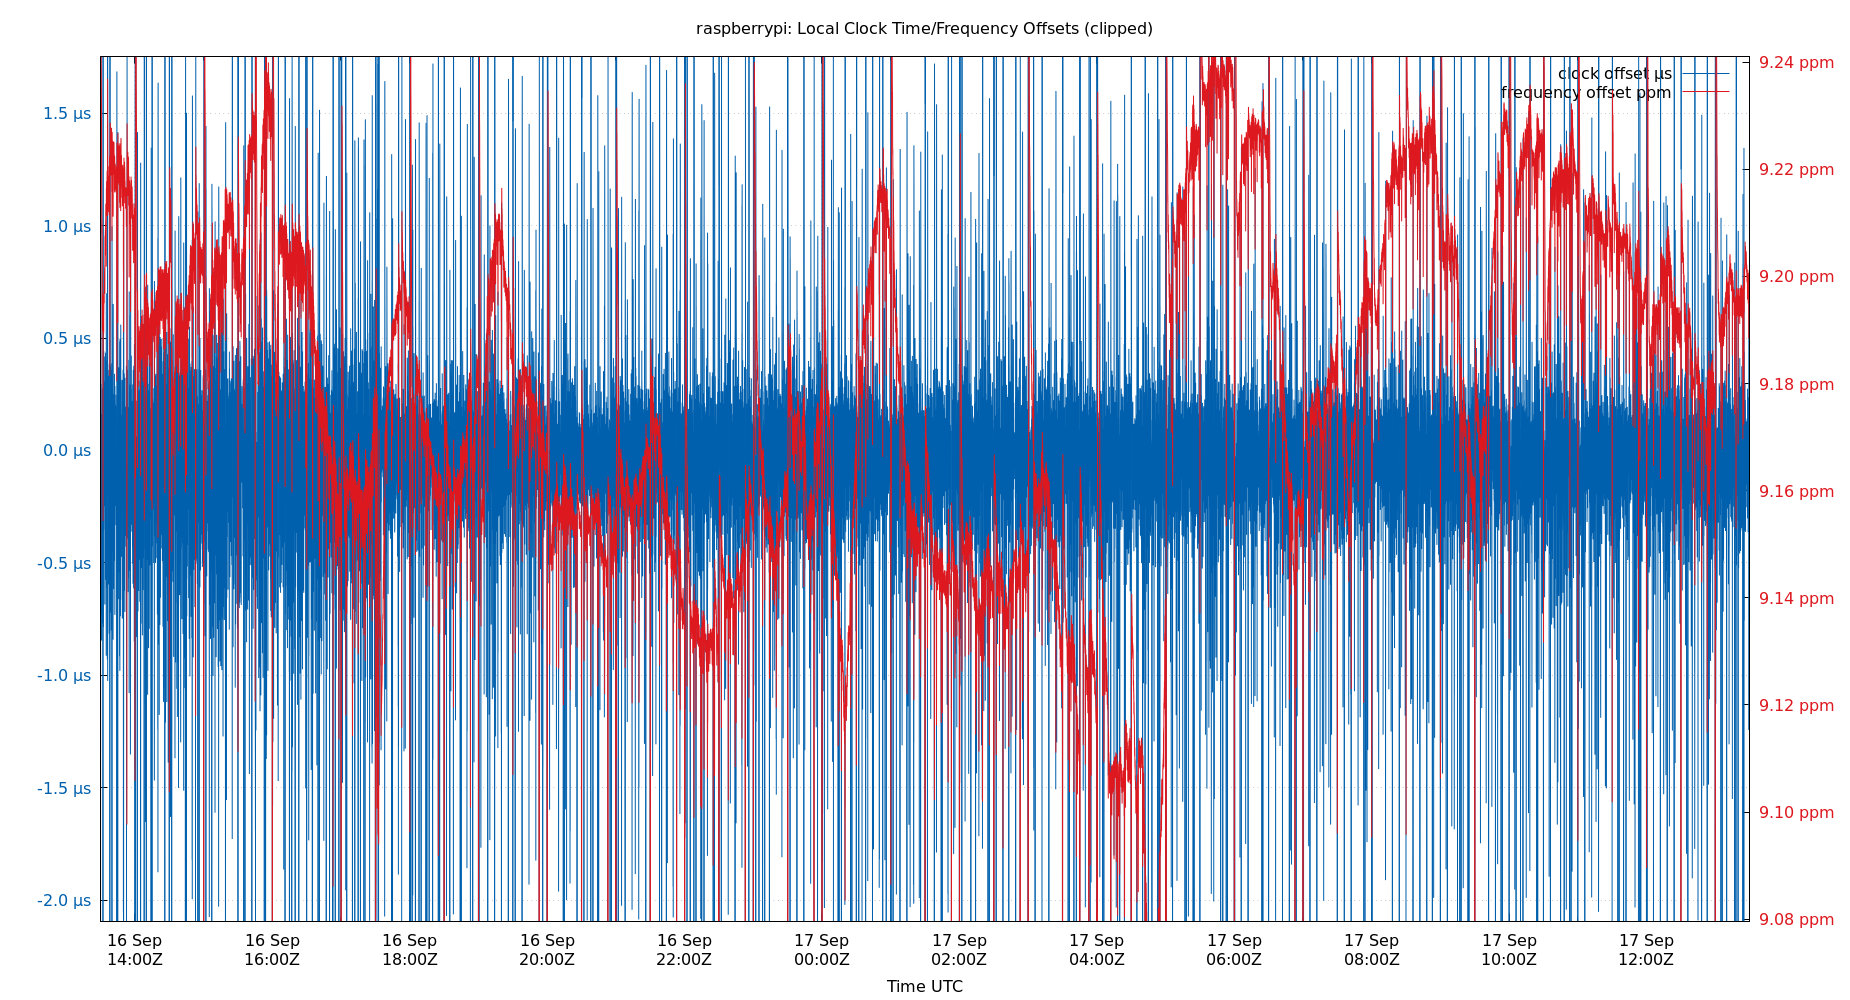 raspberrypi: Local Clock Time/Frequency Offsets (clipped)
clock offset µs
frequency offset ppm
1.5 µs
1.0 µs
0.5 µs
0.0 µs
-0.5 µs
-1.0 µs
-1.5 µs
-2.0 µs
9.24 ppm
9.22 ppm
9.20 ppm
9.18 ppm
9.16 ppm
9.14 ppm
9.12 ppm
9.10 ppm
9.08 ppm
16 Sep 16 Sep 16 Sep 16 Sep 16 Sep 17 Sep 17 Sep 17 Sep 17 Sep 17 Sep 17 Sep 17 Sep
14:00Z 16:00Z 18:00Z 20:00Z 22:00Z 00:00Z 02:00Z 04:00Z 06:00Z 08:00Z 10:00Z 12:00Z
Time UTC